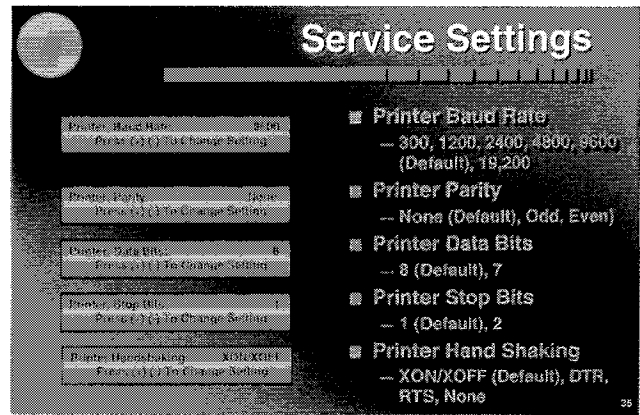 Service Settings
Printer Baud Rate 9600
Press (+) (-) To Change Setting
Printer Parity None
Press (+) (-) To Change Setting
Printer Data Bits 8
Press (+) (-) To Change Setting
Printer Stop Bits 1
Press (+) (-) To Change Setting
Printer Handshaking XON/XOFF
Press (+) (-) To Change Setting
Printer Baud Rate
— 300, 1200, 2400, 4800, 9600
(Default), 19,200
Printer Parity
— None (Default), Odd, Even)
Printer Data Bits
— 8 (Default), 7
Printer Stop Bits
— 1 (Default), 2
Printer Hand Shaking
— XON/XOFF (Default), DTR,
RTS, None
35